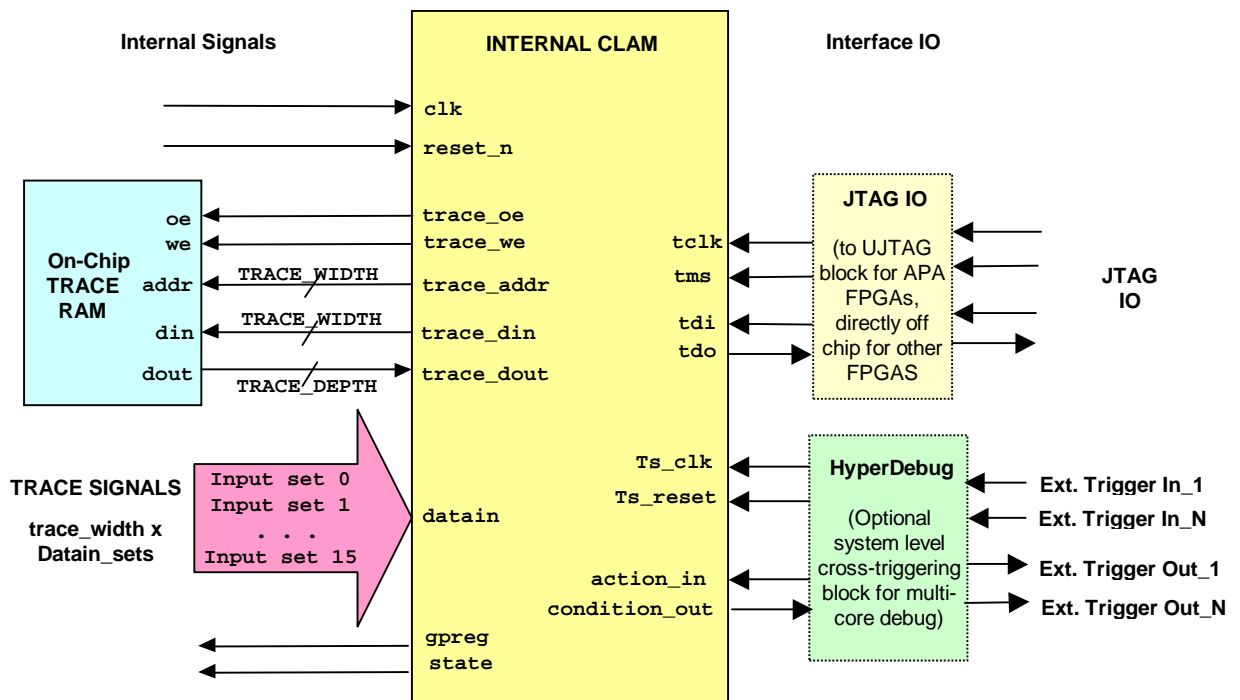 Internal Signals
INTERNAL CLAM
Interface IO
clk
reset_n
On-Chip
TRACE
RAM
oe
we
addr
din
dout
TRACE_WIDTH
TRACE_WIDTH
TRACE_DEPTH
trace_oe
trace_we
trace_addr
trace_din
trace_dout
tclk
tms
tdi
tdo
JTAG IO
(to UJTAG
block for APA
FPGAs,
directly off
chip for other
FPGAS
JTAG
IO
TRACE SIGNALS
trace_width x
Datain_sets
Input set 0
Input set 1
. . .
Input set 15
datain
Ts_clk
Ts_reset
action_in
condition_out
HyperDebug
(Optional
system level
cross-triggering
block for multi-
core debug)
Ext. Trigger In_1
Ext. Trigger In_N
Ext. Trigger Out_1
Ext. Trigger Out_N
gpreg
state